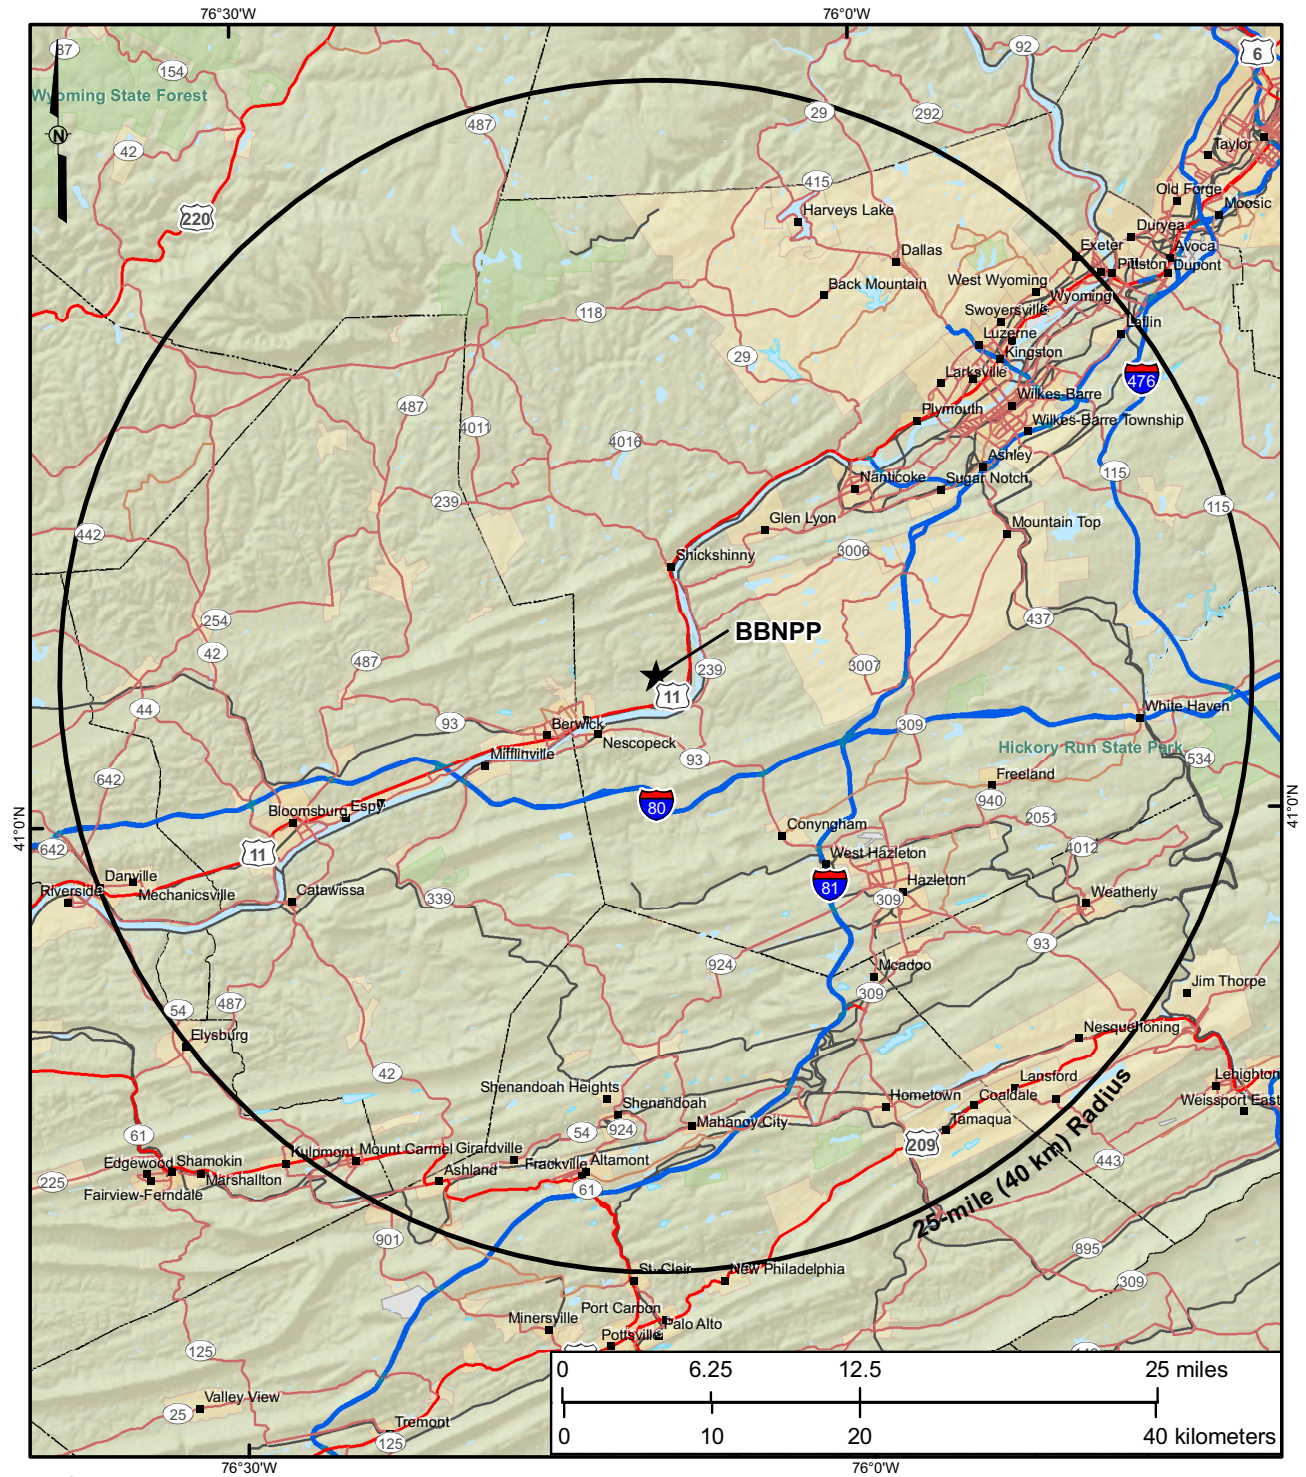 76°30'W
76°0'W
87
92
6
154
Wyoming State Forest
29
292
487
N
Taylor
42
415
Old Forge
Harveys Lake
Moosic
220
Duryea
Exeter
Avoca
Dallas
Pittston
Dupont
West Wyoming
Back Mountain
Wyoming
118
Swoyersville
Laflin
Luzerne
Kingston
29
Larksville
476
Wilkes-Barre
487
Plymouth
Wilkes-Barre Township
4011
4016
Ashley
115
Nanticoke
Sugar Notch
239
115
Glen Lyon
Mountain Top
442
3006
Shickshinny
254
437
BBNPP
42
487
239
3007
11
44
White Haven
93
Berwick
309
Nescopeck
Hickory Run State Park
Mifflinville
93
534
642
Freeland
80
940
Bloomsburg
Espy
2051
41°0'N
41°0'N
Conyngham
642
4012
11
West Hazleton
Danville
Hazleton
81
Riverside
Mechanicsville
Catawissa
339
309
Weatherly
93
924
Mcadoo
Jim Thorpe
309
54
487
Elysburg
Nesquehoning
42
Lansford
Lehighton
Shenandoah Heights
Hometown
Coaldale
Weissport East
Shenandoah
Tamaqua
Mahanoy City
61
54
924
209
Kulpmont
Mount Carmel
Girardville
Edgewood
Shamokin
Frackville
Altamont
443
225
Marshallton
Ashland
Fairview-Ferndale
61
25-mile (40 km) Radius
901
895
St. Clair
New Philadelphia
309
Port Carbon
Minersville
Palo Alto
Pottsville
125
0
6.25
12.5
25 miles
Valley View
25
Tremont
125
0
10
20
40 kilometers
76°30'W
76°0'W